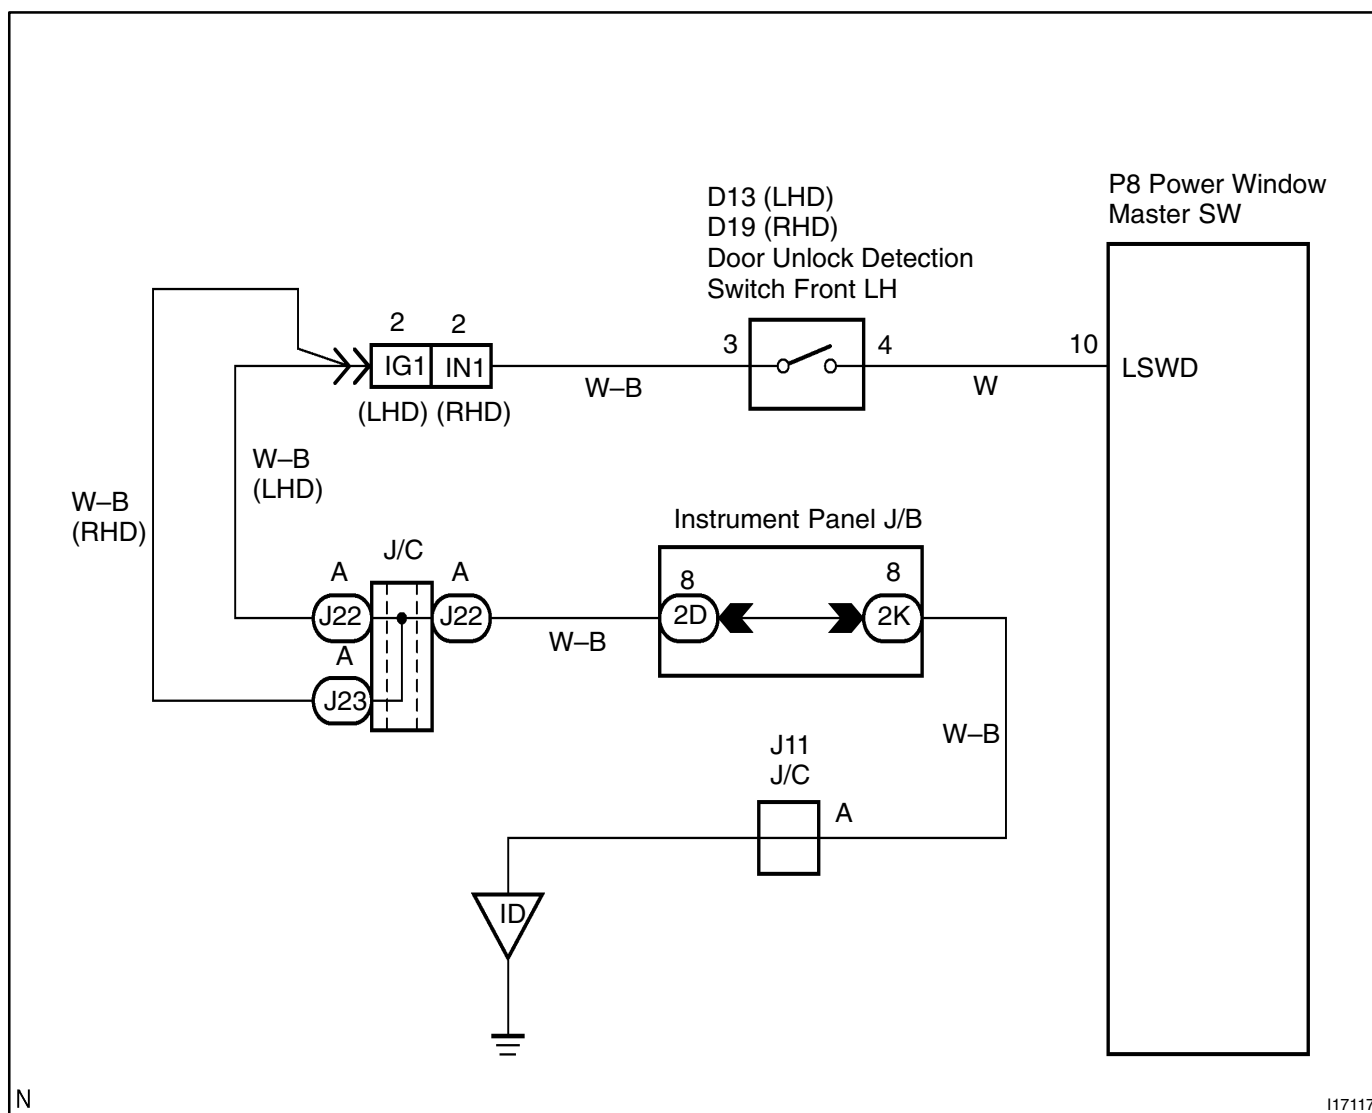 P8 Power Window
Master SW
D13 (LHD)
D19 (RHD)
Door Unlock Detection
Switch Front LH
2 2
IG1 IN1
(LHD) (RHD)
W–B
3
4
W
10
LSWD
W–B
(LHD)
W–B
(RHD)
J/C
A
A
J22
J22
A
J23
W–B
Instrument Panel J/B
8
8
2D
2K
W–B
J11
J/C
A
ID
N
I17117